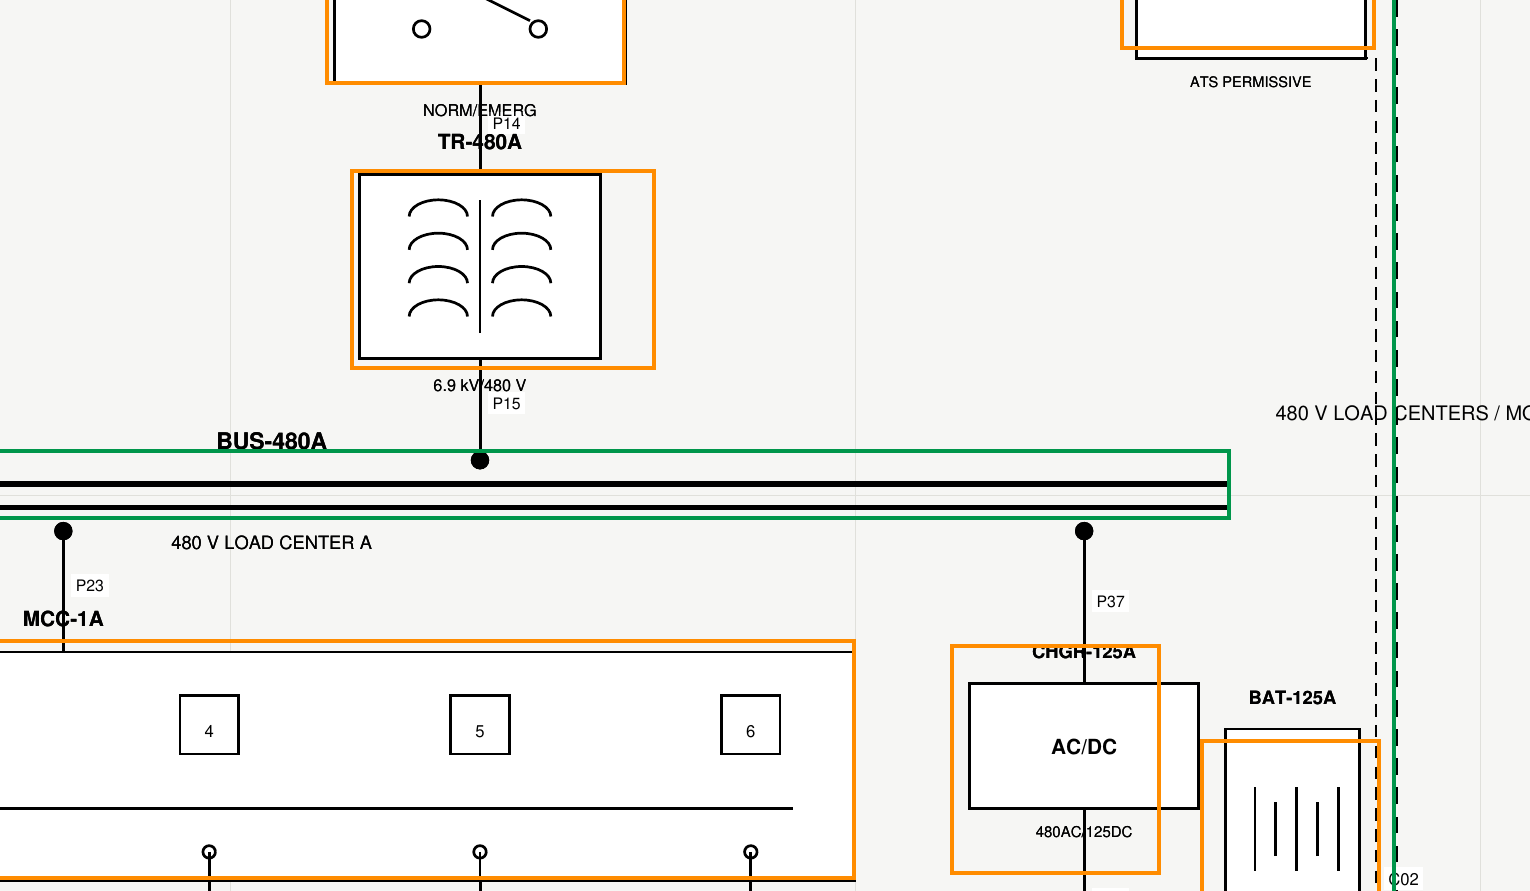 ATS PERMISSIVE
NORM/EMERG
P14
TR-480A
6.9 kV/480 V
P15
480 V LOAD CENTERS / MC
BUS-480A
480 V LOAD CENTER A
P23
P37
MCC-1A
CHGR-125A
BAT-125A
4
5
6
AC/DC
480AC/125DC
C02